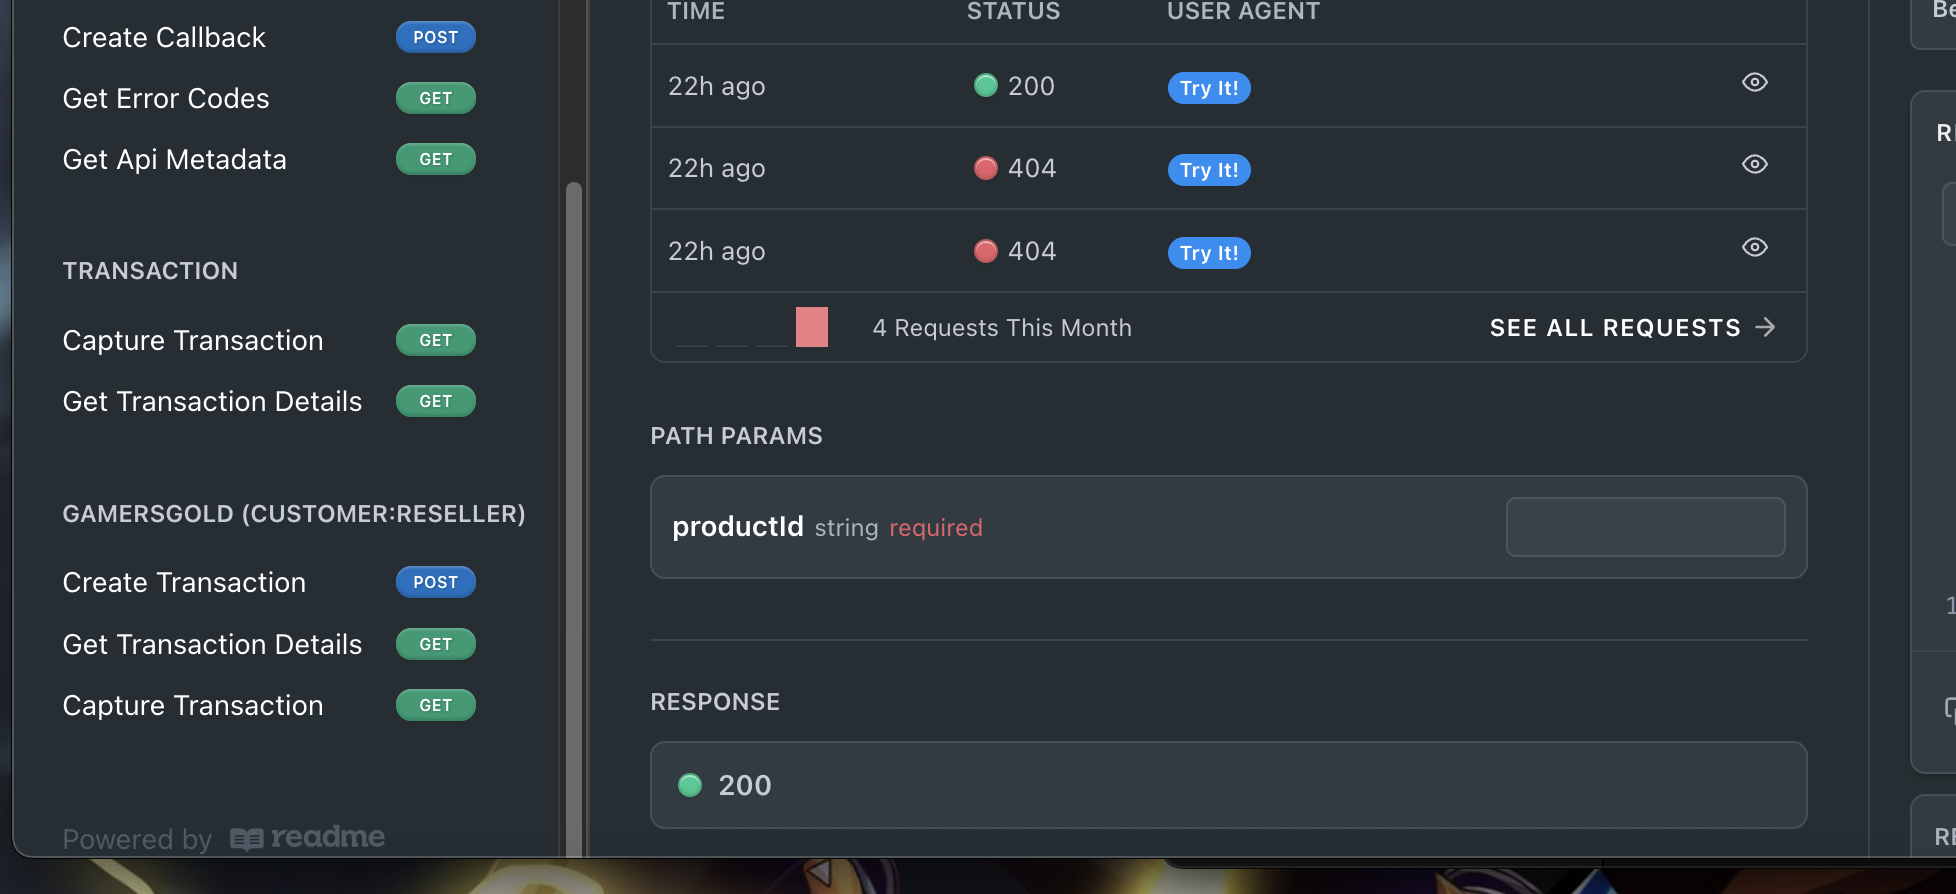 Create Callback POST
Get Error Codes GET
Get Api Metadata GET
TRANSACTION
Capture Transaction GET
Get Transaction Details GET
GAMERSGOLD (CUSTOMER:RESELLER)
Create Transaction POST
Get Transaction Details GET
Capture Transaction GET
Powered by readme
TIME STATUS USER AGENT
22h ago 200 Try It!
22h ago 404 Try It!
22h ago 404 Try It!
4 Requests This Month SEE ALL REQUESTS
PATH PARAMS
productId string required
RESPONSE
200